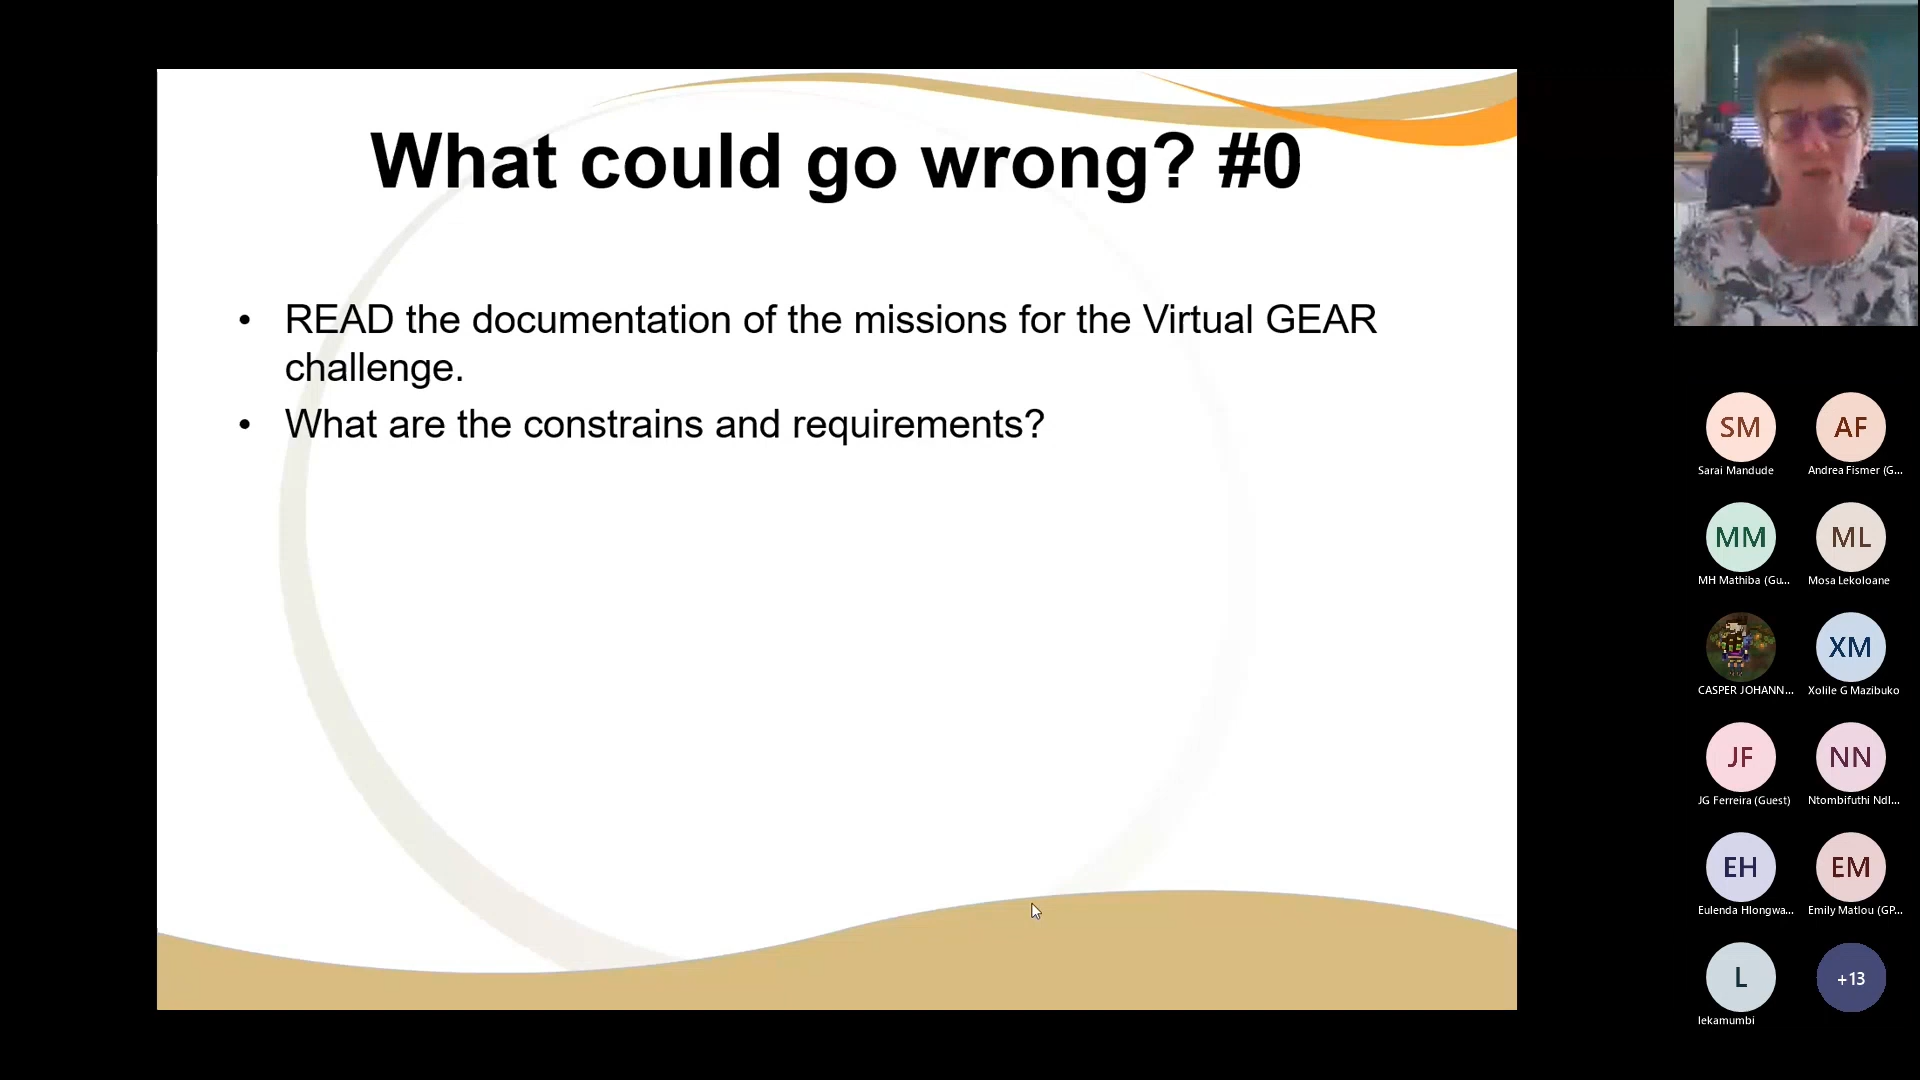 What could go wrong? #0
• READ the documentation of the missions for the Virtual GEAR
challenge.
• What are the constrains and requirements?
SM
Sarai Mandude
AF
Andrea Fismer (G...
MM
MH Mathiba (Gu...
ML
Mosa Lekoloane
CASPER JOHANN...
XM
Xolile G Mazibuko
JF
JG Ferreira (Guest)
NN
Ntombifuthi Ndl...
EH
Eulenda Hlongwa...
EM
Emily Matlou (GP...
L
lekamumbi
+13